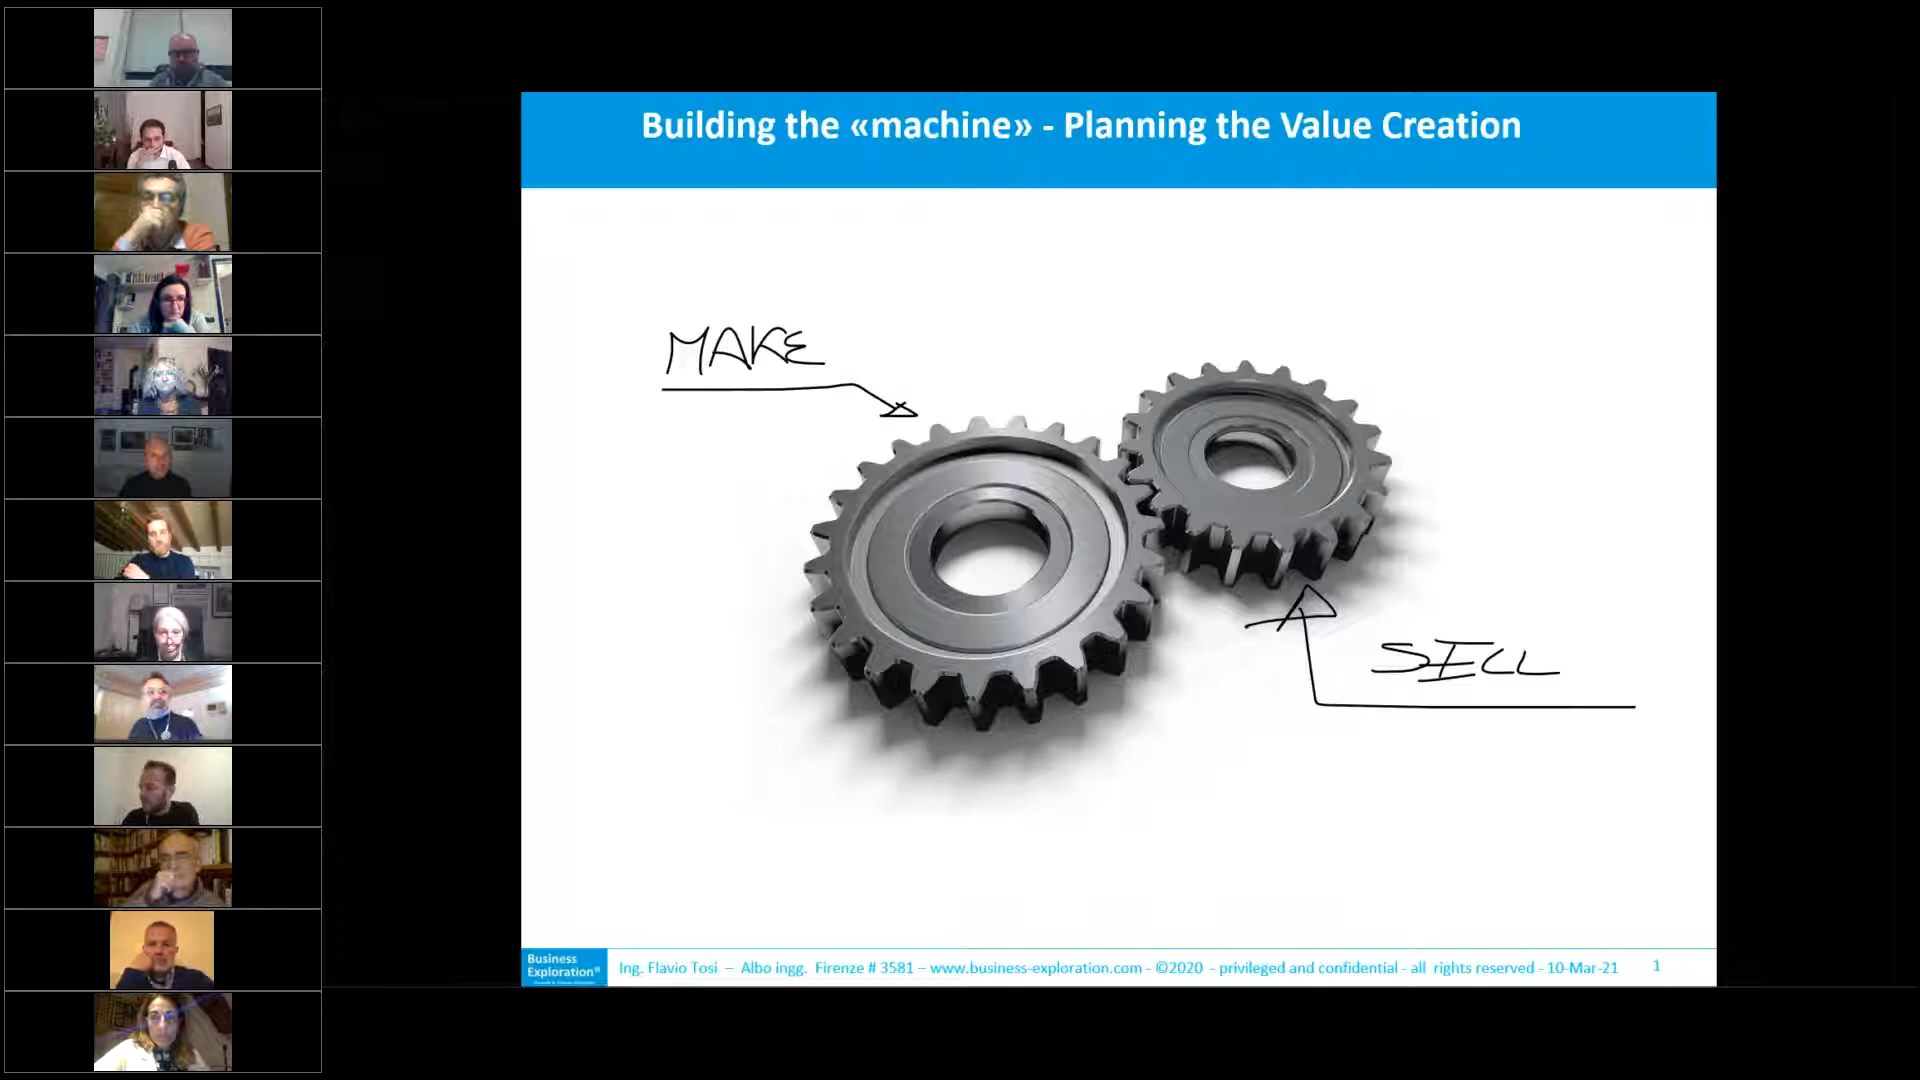 Building the «machine» - Planning the Value Creation
MAKE
SELL
Business
Exploration®
Ing. Flavio Tosi – Albo ingg. Firenze # 3581 – www.business-exploration.com - ©2020 - privileged and confidential - all rights reserved - 10-Mar-21
1